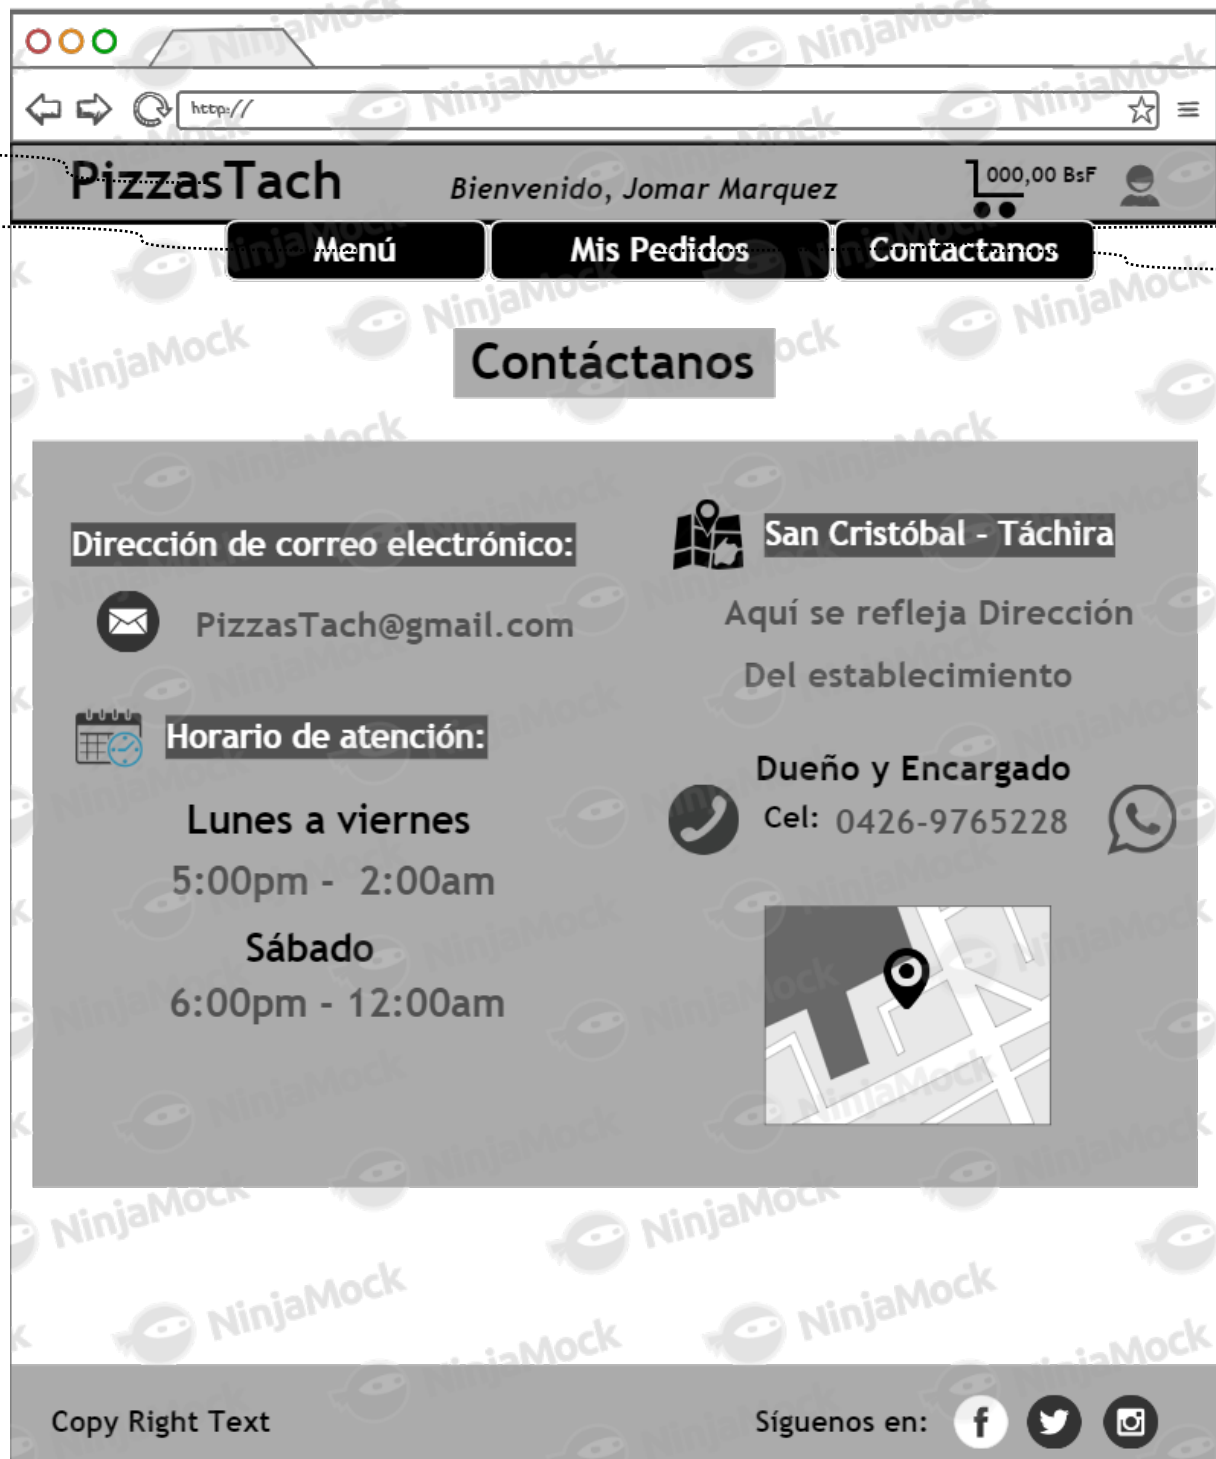 http://
PizzasTach
Bienvenido, Jomar Marquez
000,00 BsF
Menú
Mis Pedidos
Contactanos
Contáctanos
Dirección de correo electrónico:
PizzasTach@gmail.com
Horario de atención:
Lunes a viernes
5:00pm - 2:00am
Sábado
6:00pm - 12:00am
San Cristóbal - Táchira
Aquí se refleja Dirección
Del establecimiento
Dueño y Encargado
Cel: 0426-9765228
Copy Right Text
Síguenos en:
NinjaMock